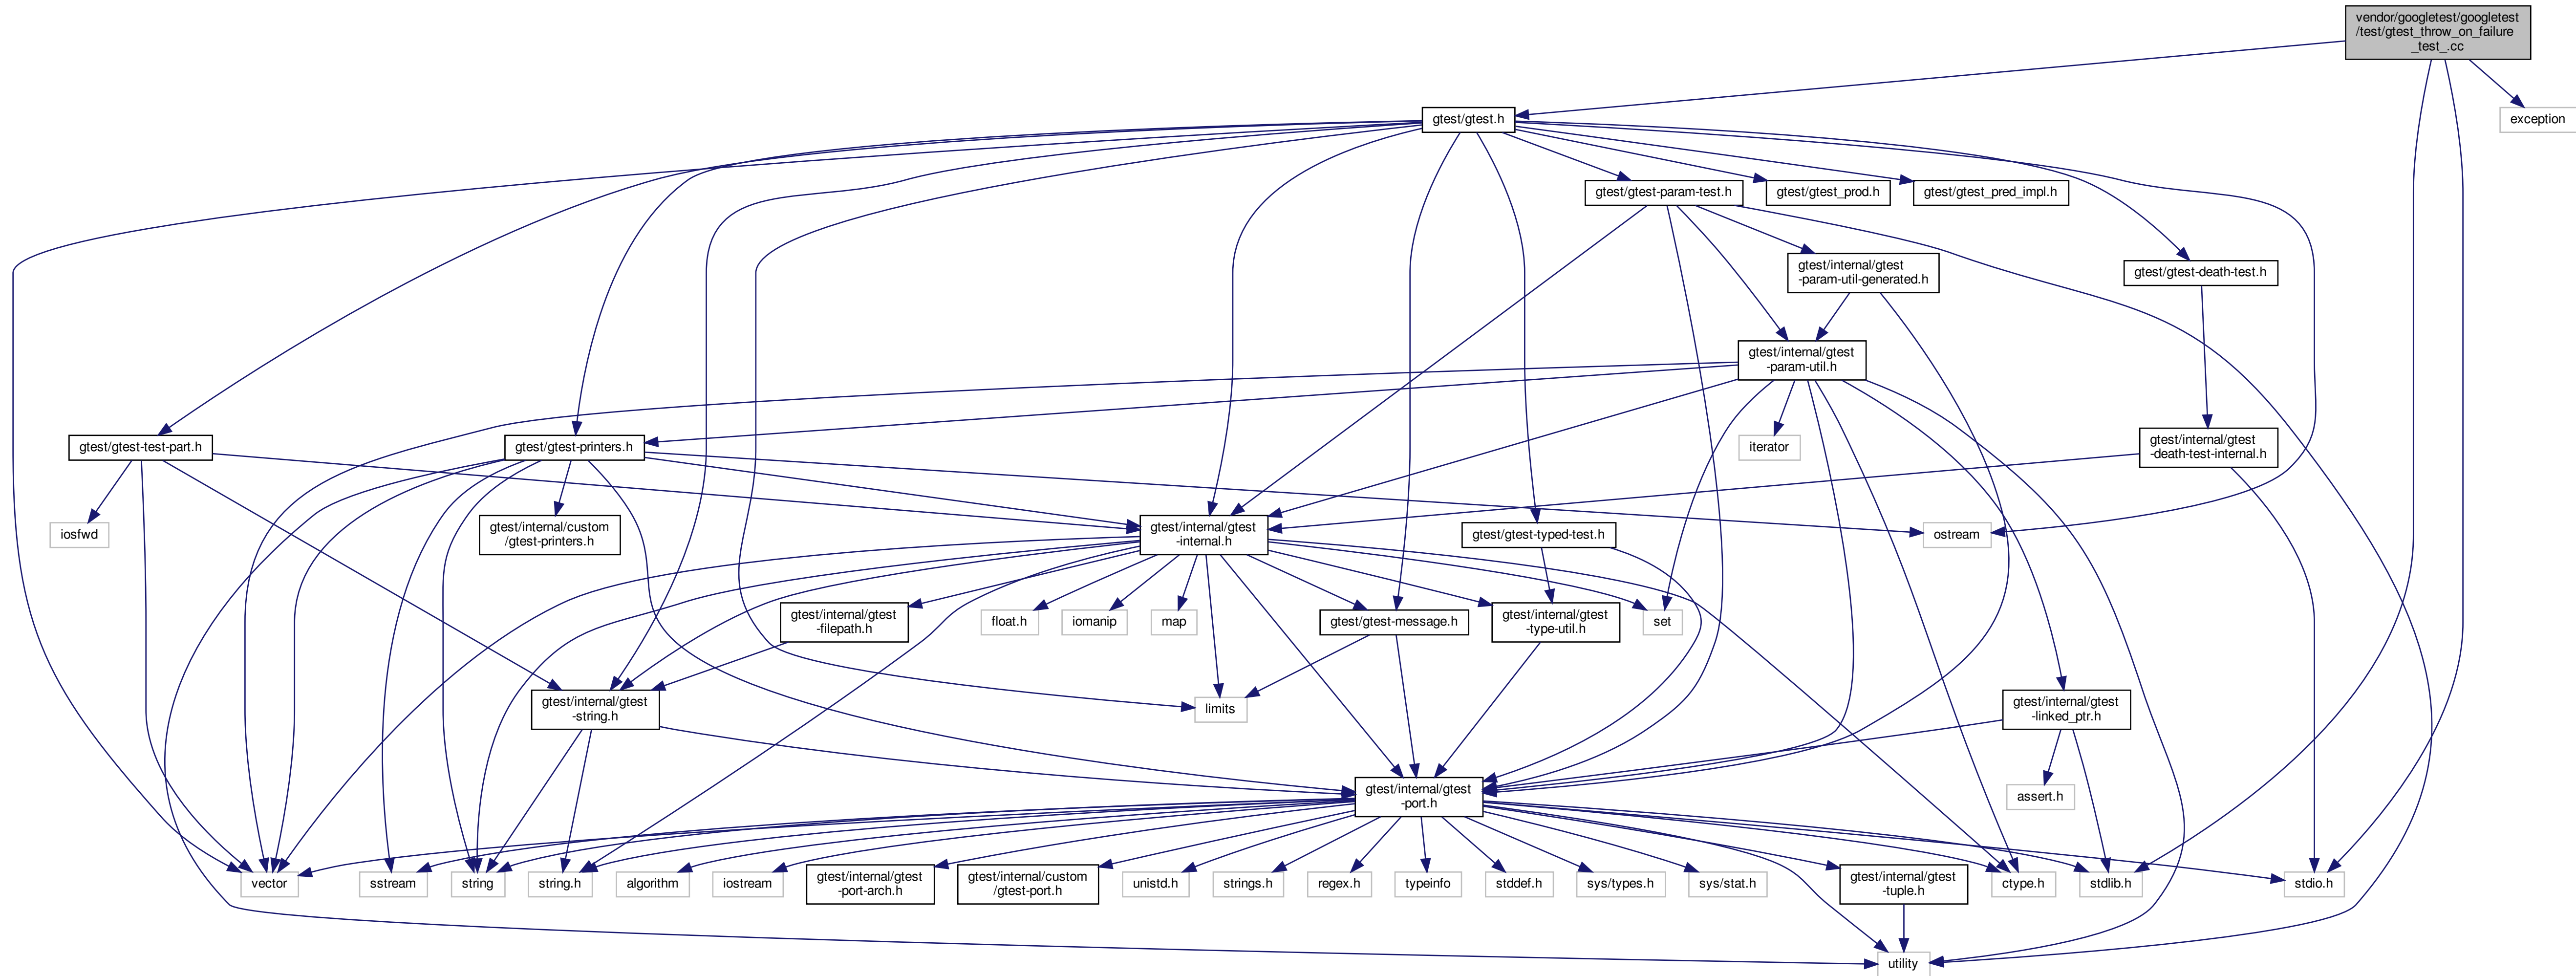 vendor/googletest/googletest
/test/gtest_throw_on_failure
_test_.cc
gtest/gtest.h
exception
gtest/gtest-param-test.h
gtest/gtest_prod.h
gtest/gtest_pred_impl.h
gtest/internal/gtest
-param-util-generated.h
gtest/gtest-death-test.h
gtest/internal/gtest
-param-util.h
gtest/gtest-test-part.h
gtest/gtest-printers.h
iterator
gtest/internal/gtest
-death-test-internal.h
iosfwd
gtest/internal/custom
/gtest-printers.h
gtest/internal/gtest
-internal.h
gtest/gtest-typed-test.h
ostream
gtest/internal/gtest
-filepath.h
float.h
iomanip
map
gtest/gtest-message.h
gtest/internal/gtest
-type-util.h
set
gtest/internal/gtest
-string.h
limits
gtest/internal/gtest
-linked_ptr.h
gtest/internal/gtest
-port.h
assert.h
vector
sstream
string
string.h
algorithm
iostream
gtest/internal/gtest
-port-arch.h
gtest/internal/custom
/gtest-port.h
unistd.h
strings.h
regex.h
typeinfo
stddef.h
sys/types.h
sys/stat.h
gtest/internal/gtest
-tuple.h
ctype.h
stdlib.h
stdio.h
utility